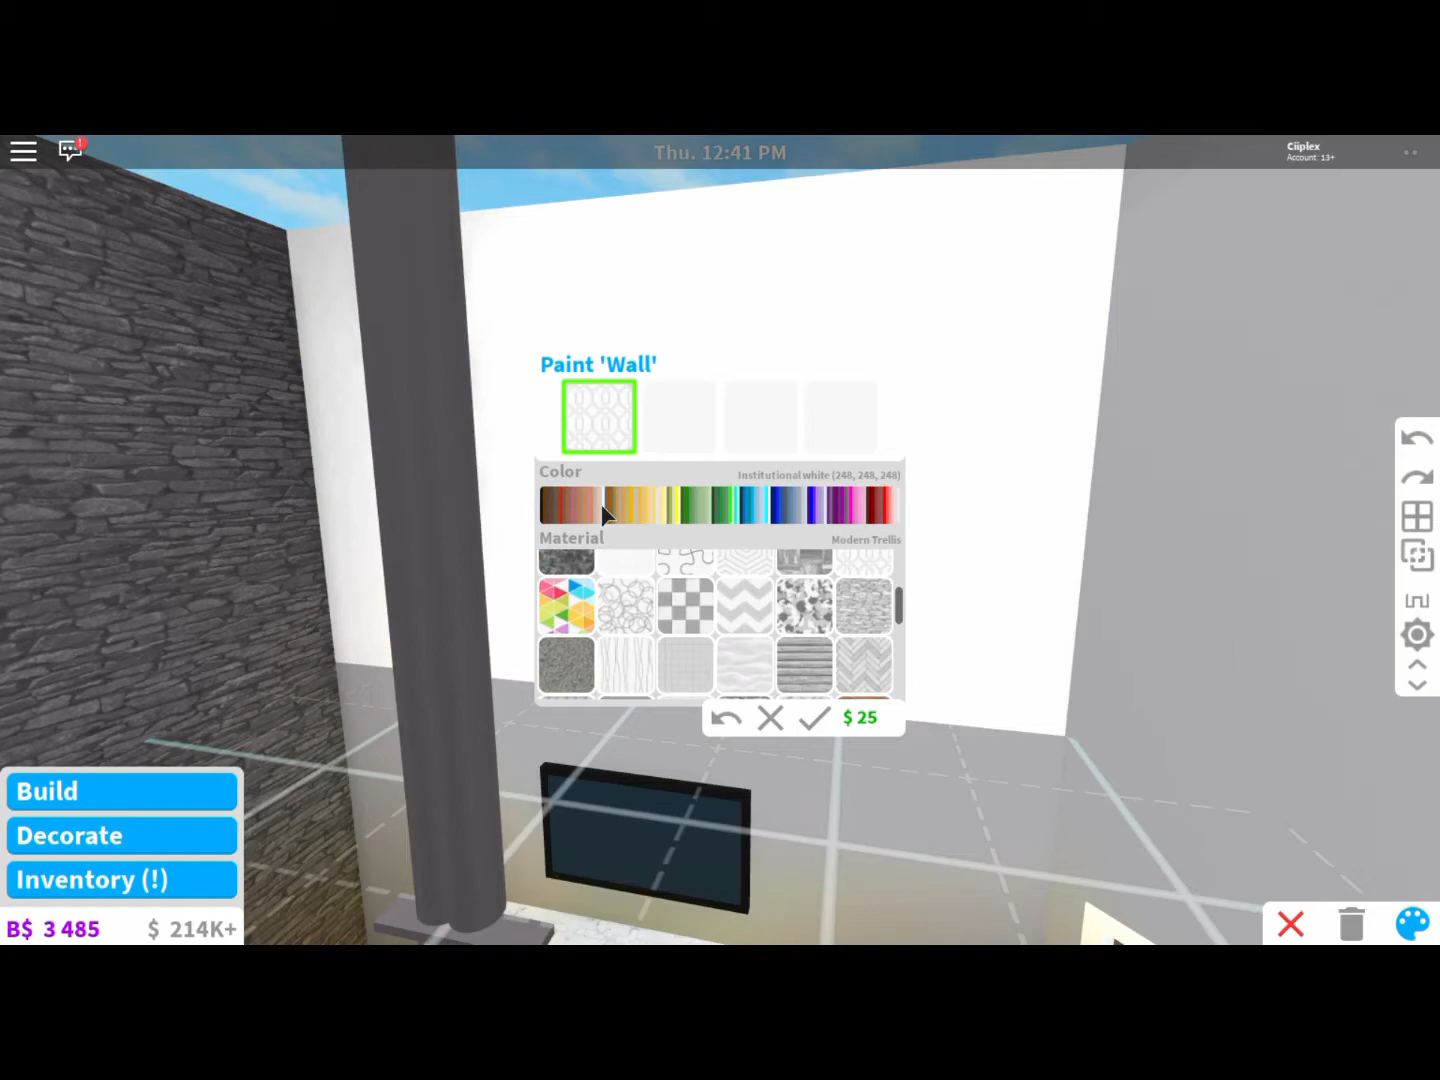 Thu. 12:41 PM
Ciiplex
Account: 13+
Paint 'Wall'
Color
Institutional white (248, 248, 248)
Material
Modern Trellis
$ 25
Build
Decorate
Inventory (!)
B$ 3 485
$ 214K+